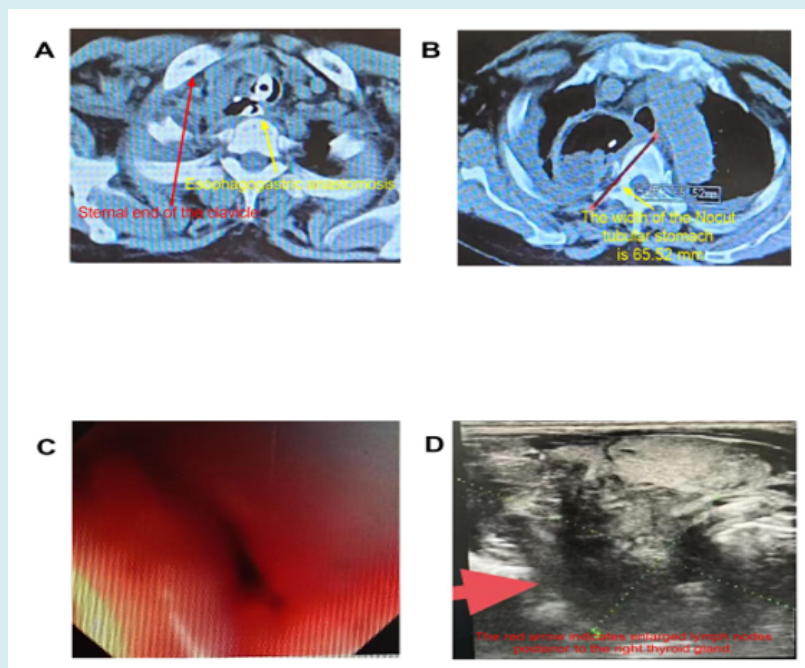 A
B
Esophagogastric anastomosis
Sternal end of the clavicle
The width of the Nocut
tubular stomach
is 65.52 mm
C
D
The red arrow indicates enlarged lymph nodes
posterior to the right thyroid gland